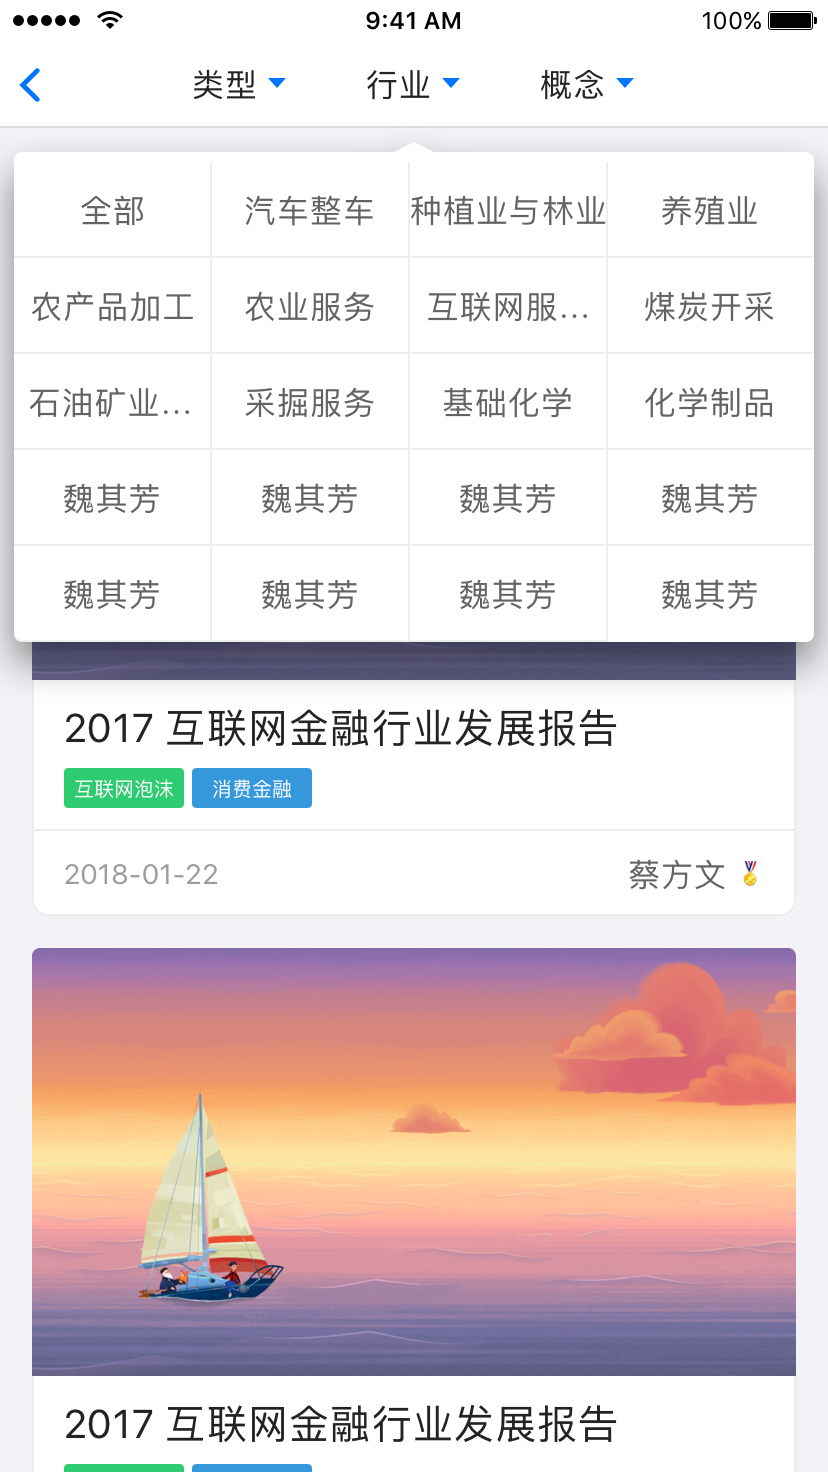 9:41 AM 100%
类型 行业 概念
全部 汽车整车 种植业与林业 养殖业
农产品加工 农业服务 互联网服... 煤炭开采
石油矿业... 采掘服务 基础化学 化学制品
魏其芳 魏其芳 魏其芳 魏其芳
魏其芳 魏其芳 魏其芳 魏其芳
2017 互联网金融行业发展报告
互联网泡沫 消费金融
2018-01-22 蔡方文
2017 互联网金融行业发展报告